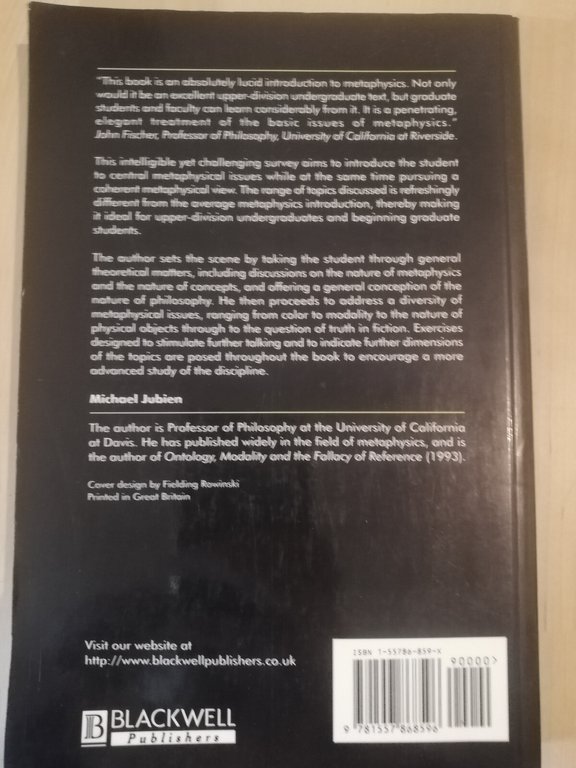 "This book is an absolutely lucid introduction to metaphysics. Not only
would it be an excellent upper-division undergraduate text, but graduate
students and faculty can learn considerably from it. It is a penetrating,
elegant treatment of the basic issues of metaphysics."
John Fischer, Professor of Philosophy, University of California at Riverside.
This intelligible yet challenging survey aims to introduce the student
to central metaphysical issues while at the same time pursuing a
coherent metaphysical view. The range of topics discussed is refreshingly
different from the average metaphysics introduction, thereby making
it ideal for upper-division undergraduates and beginning graduate
students.
The author sets the scene by taking the student through general
theoretical matters, including discussions on the nature of metaphysics
and the nature of concepts, and offering a general conception of the
nature of philosophy. He then proceeds to address a diversity of
metaphysical issues, ranging from color to modality to the nature of
physical objects through to the question of truth in fiction. Exercises
designed to stimulate further talking and to indicate further dimensions
of the topics are posed throughout the book to encourage a more
advanced study of the discipline.
Michael Jubien
The author is Professor of Philosophy at the University of California
at Davis. He has published widely in the field of metaphysics, and is
the author of Ontology, Modality and the Fallacy of Reference (1993).
Cover design by Fielding Rowinski
Printed in Great Britain
Visit our website at
http://www.blackwellpublishers.co.uk
B BLACKWELL
Publishers
ISBN 1-55786-859-X
90000>
9 781557 868596